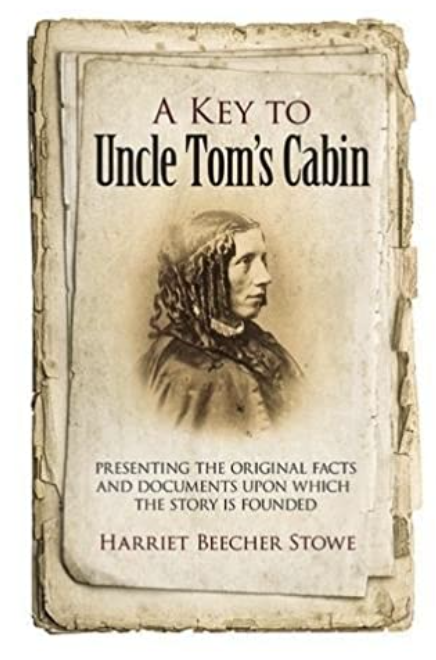 A Key to
Uncle Tom's Cabin
PRESENTING THE ORIGINAL FACTS
AND DOCUMENTS UPON WHICH
THE STORY IS FOUNDED
Harriet Beecher Stowe